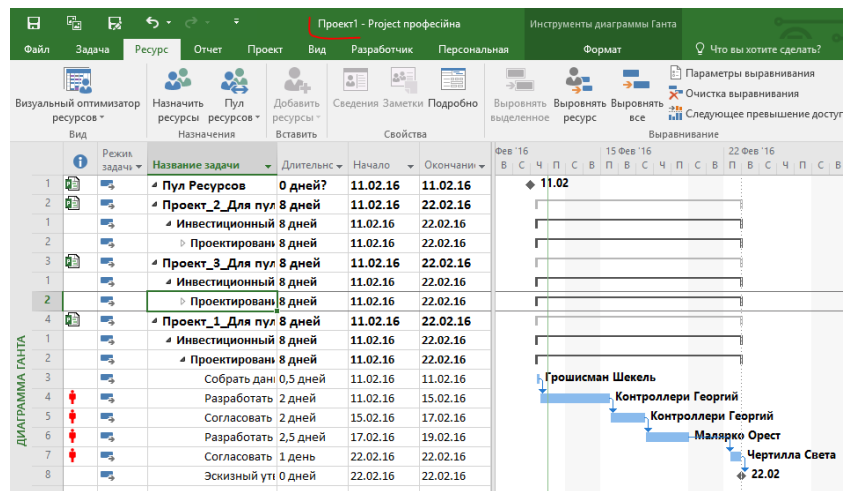 Проект1 - Project професійна
Инструменты диаграммы Ганта
Файл Задача Ресурс Отчет Проект Вид Разработчик Персональная Формат Что вы хотите сделать?
Визуальный оптимизатор ресурсов
Назначить ресурсы
Пул ресурсов
Добавить ресурсы
Сведения Заметки Подробно
Выровнять выделенное
Выровнять ресурс
Выровнять все
Параметры выравнивания
Очистка выравнивания
Следующее превышение доступ
Вид Назначения Вставить Свойства Выравнивание
Режим задачи Название задачи Длительнс Начало Окончани
Фев '16 15 Фев '16 22 Фев '16
В С Ч П С В П В С Ч П С В П В С Ч П С В
1 Пул Ресурсов 0 дней? 11.02.16 11.02.16 11.02
2 Проект_2_Для пул 8 дней 11.02.16 22.02.16
1 Инвестиционный 8 дней 11.02.16 22.02.16
2 Проектировани 8 дней 11.02.16 22.02.16
3 Проект_3_Для пул 8 дней 11.02.16 22.02.16
1 Инвестиционный 8 дней 11.02.16 22.02.16
2 Проектировани 8 дней 11.02.16 22.02.16
4 Проект_1_Для пул 8 дней 11.02.16 22.02.16
1 Инвестиционный 8 дней 11.02.16 22.02.16
2 Проектировани 8 дней 11.02.16 22.02.16
3 Собрать данн 0,5 дней 11.02.16 11.02.16 Грошисман Шекель
4 Разработать 2 дней 11.02.16 15.02.16 Контроллери Георгий
5 Согласовать 2 дней 15.02.16 17.02.16 Контроллери Георгий
6 Разработать 2,5 дней 17.02.16 19.02.16 Малярко Орест
7 Согласовать 1 день 22.02.16 22.02.16 Чертилла Света
8 Эскизный утв 0 дней 22.02.16 22.02.16 22.02
ДИАГРАММА ГАНТА